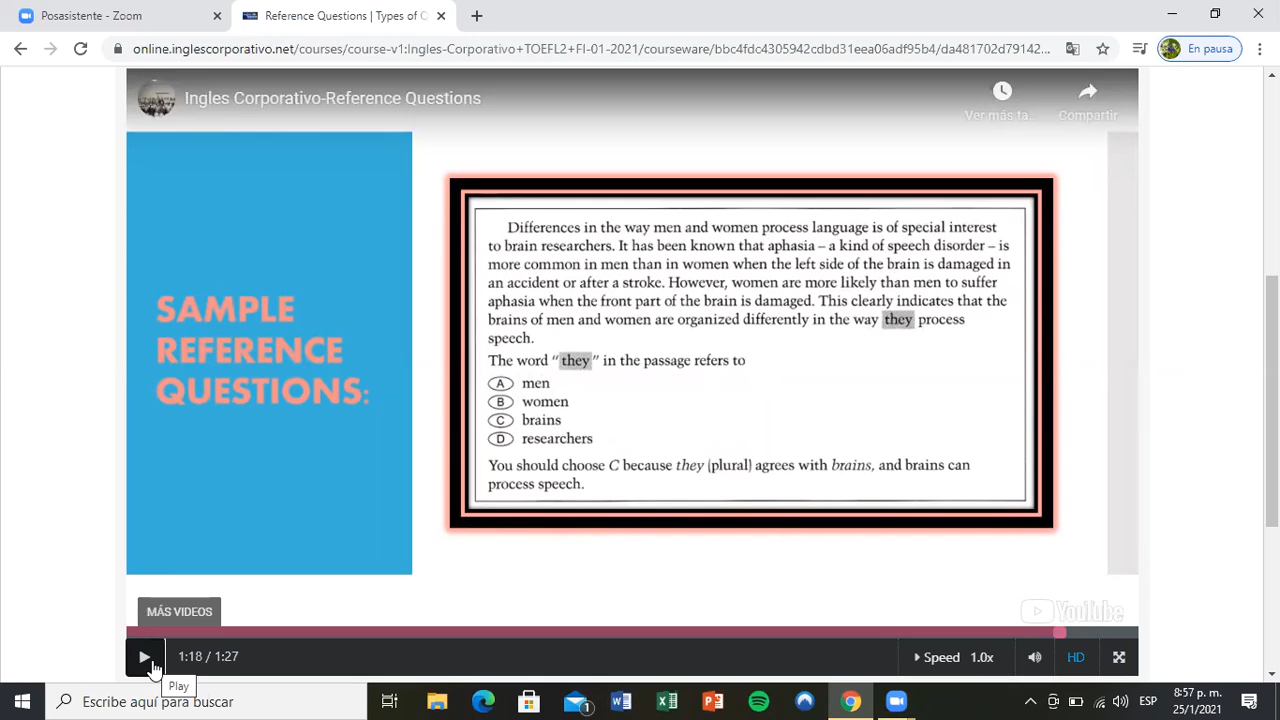 Posasistente - Zoom
Reference Questions | Types of Q
online.inglescorporativo.net/courses/course-v1:Ingles-Corporativo+TOEFL2+FI-01-2021/courseware/bbc4fdc4305942cdbd31eea06adf95b4/da481702d79142...
En pausa
Ingles Corporativo-Reference Questions
Ver más ta...
Compartir
SAMPLE
REFERENCE
QUESTIONS:
Differences in the way men and women process language is of special interest
to brain researchers. It has been known that aphasia – a kind of speech disorder – is
more common in men than in women when the left side of the brain is damaged in
an accident or after a stroke. However, women are more likely than men to suffer
aphasia when the front part of the brain is damaged. This clearly indicates that the
brains of men and women are organized differently in the way they process
speech.
The word “they” in the passage refers to
A men
B women
C brains
D researchers
You should choose C because they (plural) agrees with brains, and brains can
process speech.
MÁS VIDEOS
YouTube
1:18 / 1:27
Speed 1.0x
HD
Play
Escribe aquí para buscar
1
ESP
8:57 p. m.
25/1/2021